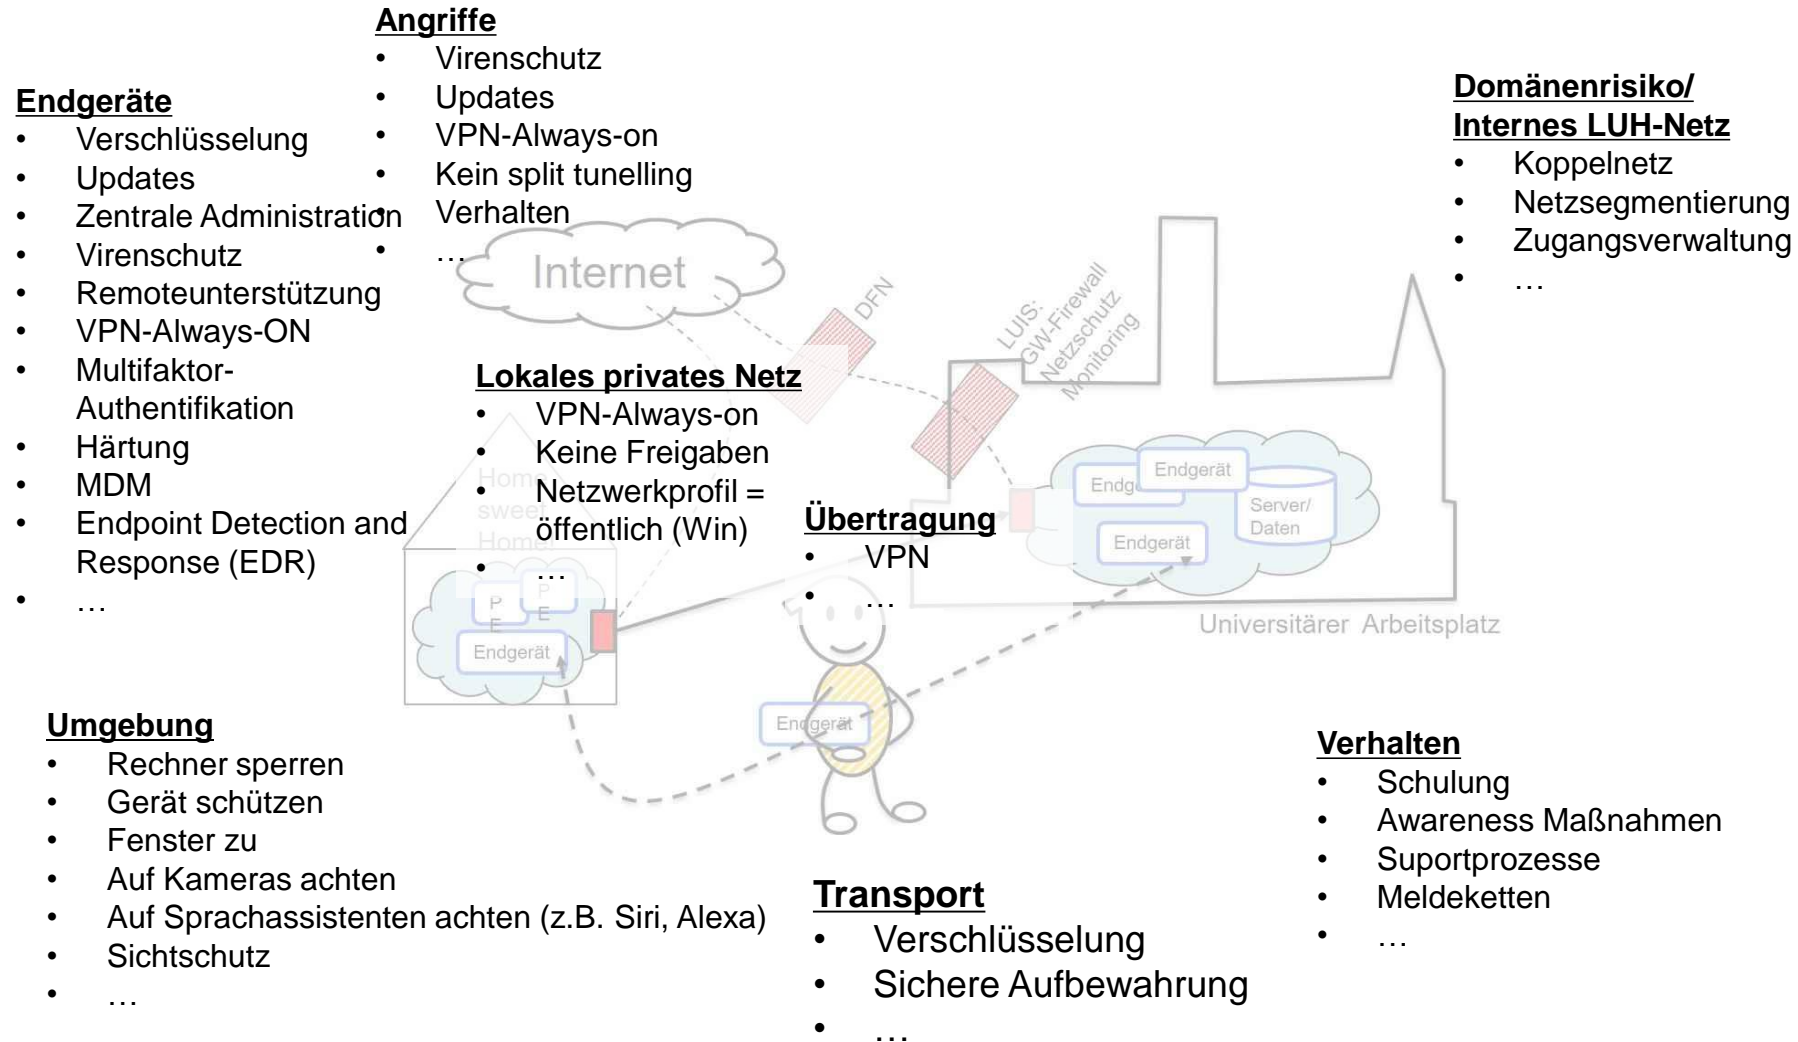 Angriffe
• Virenschutz
• Updates
• VPN-Always-on
• Kein split tunelling
• Verhalten
• …
Endgeräte
• Verschlüsselung
• Updates
• Zentrale Administration
• Virenschutz
• Remoteunterstützung
• VPN-Always-ON
• Multifaktor-
Authentifikation
• Härtung
• MDM
• Endpoint Detection and
Response (EDR)
• …
Domänenrisiko/
Internes LUH-Netz
• Koppelnetz
• Netzsegmentierung
• Zugangsverwaltung
• …
Internet
DFN
LUIS:
GW-Firewall
Netzschutz
Monitoring
Lokales privates Netz
• VPN-Always-on
• Keine Freigaben
• Netzwerkprofil =
öffentlich (Win)
• …
Home
sweet
Home!
P
E
P
E
Endgerät
Übertragung
• VPN
• …
Endgerät
Endgerät
Server/
Daten
Endgerät
Universitärer Arbeitsplatz
Endgerät
Umgebung
• Rechner sperren
• Gerät schützen
• Fenster zu
• Auf Kameras achten
• Auf Sprachassistenten achten (z.B. Siri, Alexa)
• Sichtschutz
• …
Transport
• Verschlüsselung
• Sichere Aufbewahrung
• …
Verhalten
• Schulung
• Awareness Maßnahmen
• Suportprozesse
• Meldeketten
• …